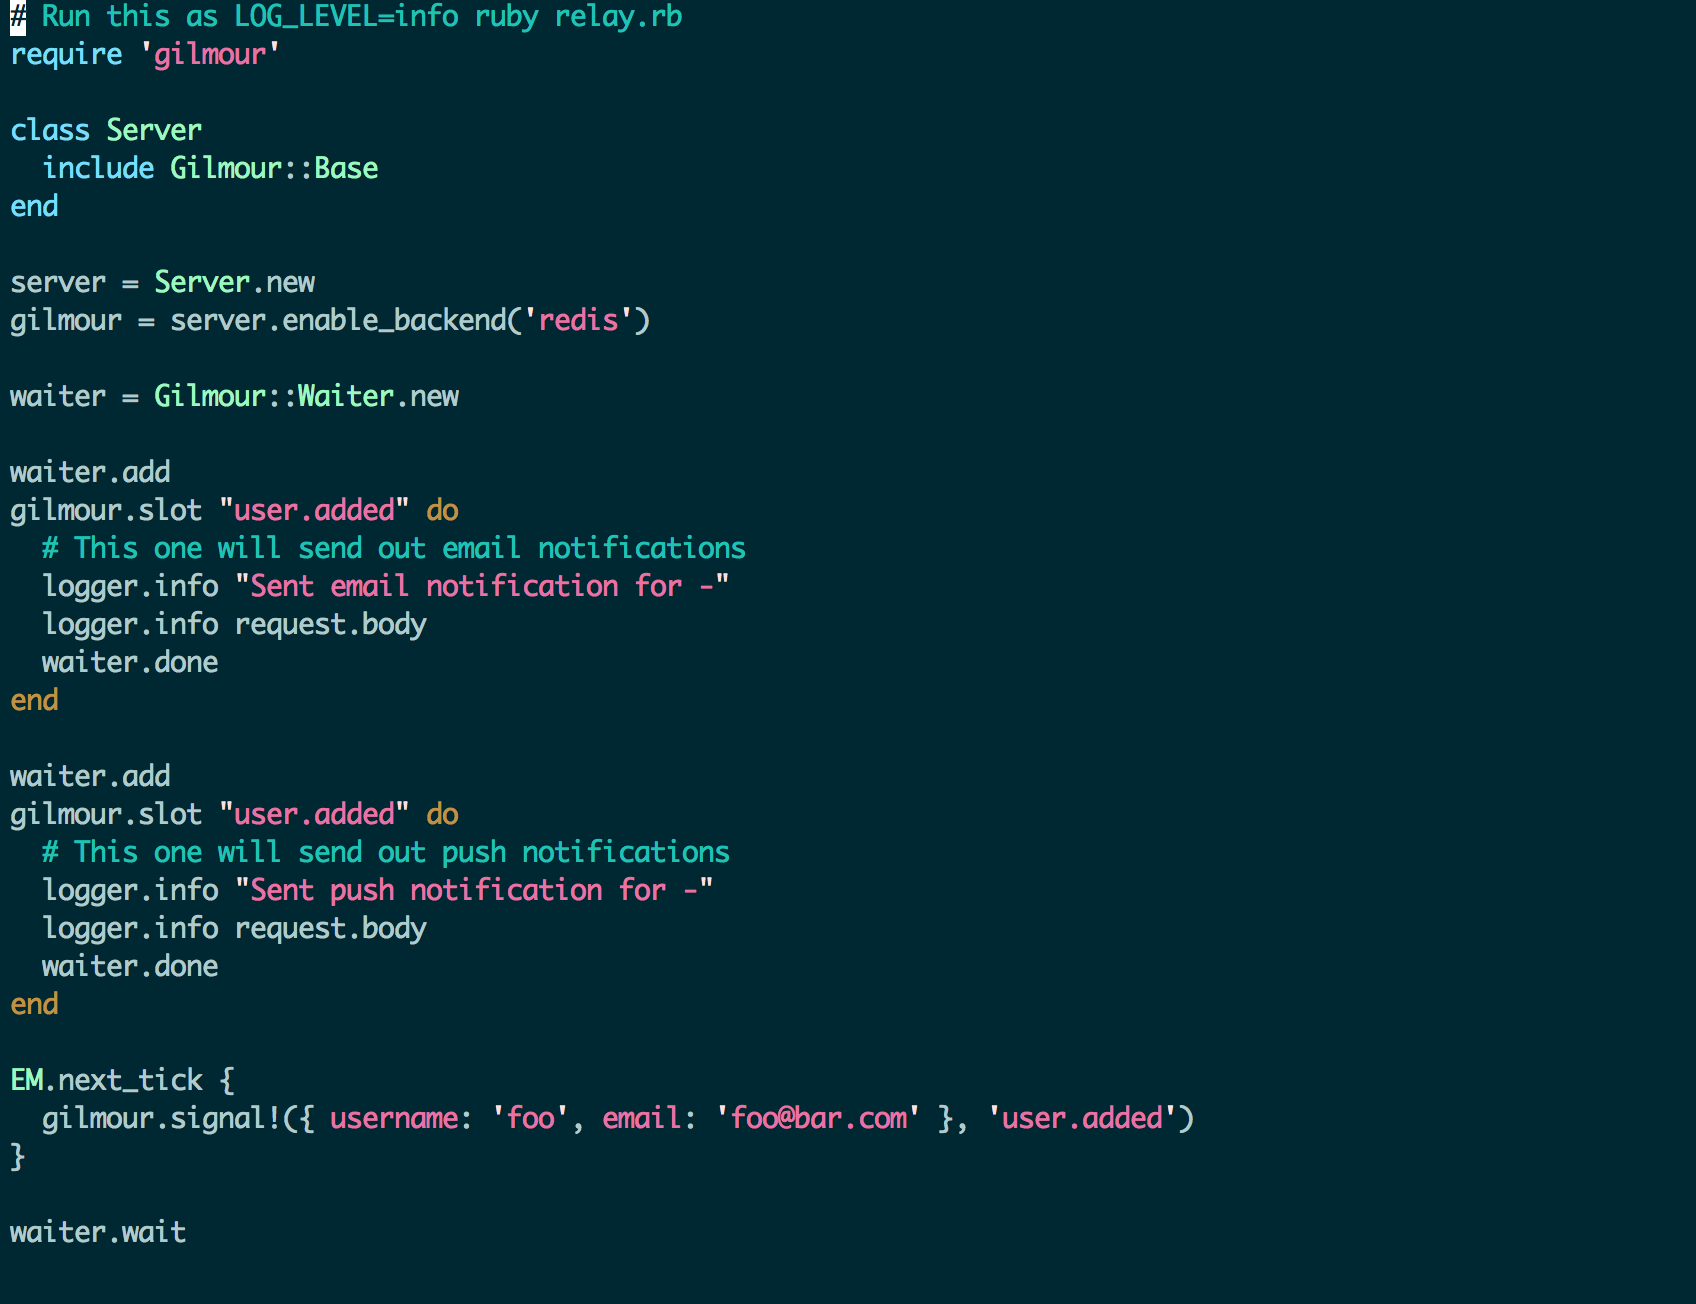 # Run this as LOG_LEVEL=info ruby relay.rb
require 'gilmour'

class Server
  include Gilmour::Base
end

server = Server.new
gilmour = server.enable_backend('redis')

waiter = Gilmour::Waiter.new

waiter.add
gilmour.slot "user.added" do
  # This one will send out email notifications
  logger.info "Sent email notification for -"
  logger.info request.body
  waiter.done
end

waiter.add
gilmour.slot "user.added" do
  # This one will send out push notifications
  logger.info "Sent push notification for -"
  logger.info request.body
  waiter.done
end

EM.next_tick {
  gilmour.signal!({ username: 'foo', email: 'foo@bar.com' }, 'user.added')
}

waiter.wait